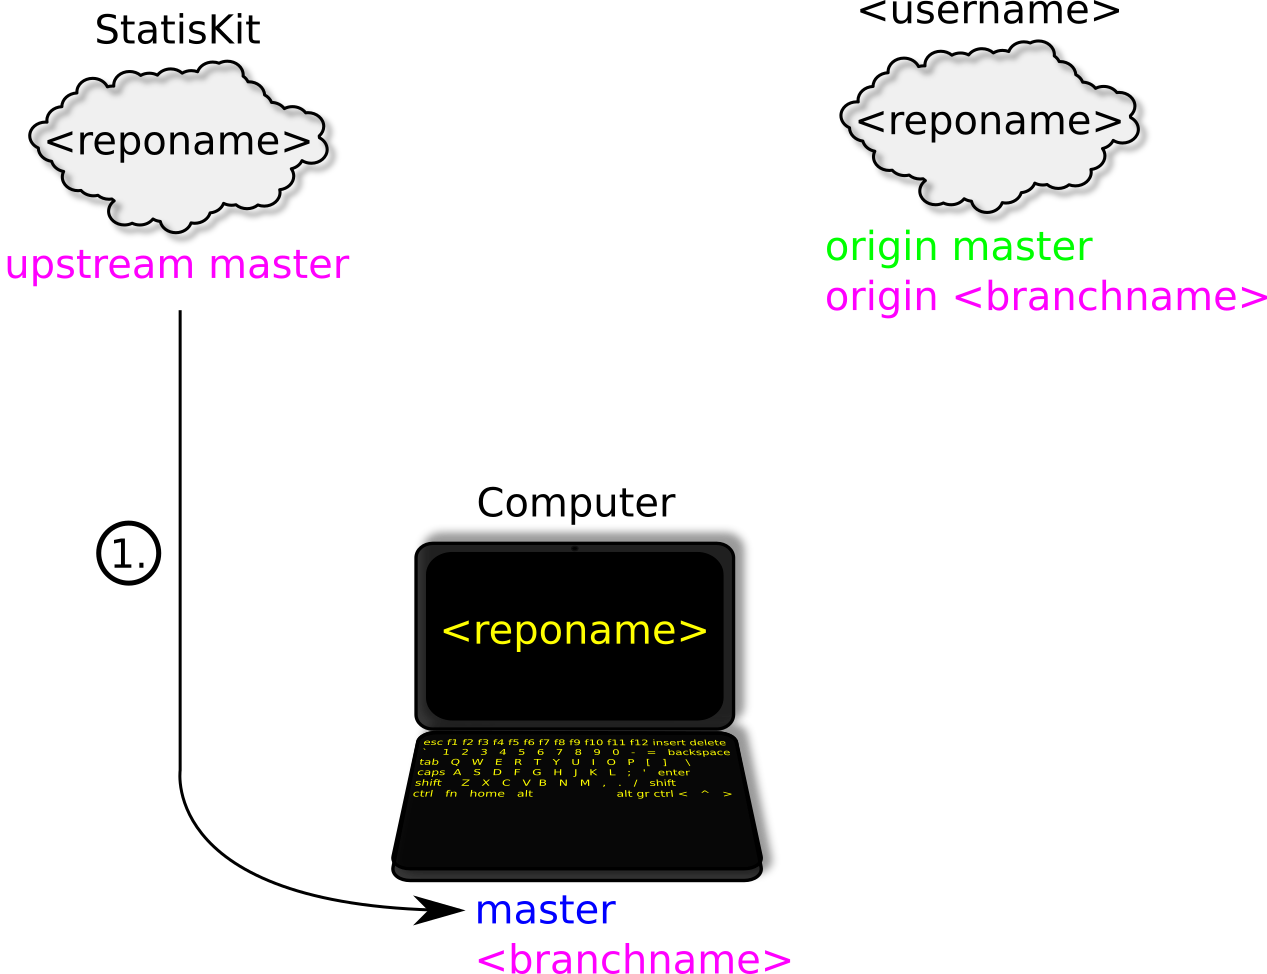 StatisKit
<reponame>
upstream master
<username>
<reponame>
origin master
origin <branchname>
1.
Computer
<reponame>
esc f1 f2 f3 f4 f5 f6 f7 f8 f9 f10 f11 f12 insert delete
` 1 2 3 4 5 6 7 8 9 0 - = backspace
tab Q W E R T Y U I O P [ ] \
caps A S D F G H J K L ; ' enter
shift Z X C V B N M , . / shift
ctrl fn home alt alt gr ctrl < ^ >
master
<branchname>